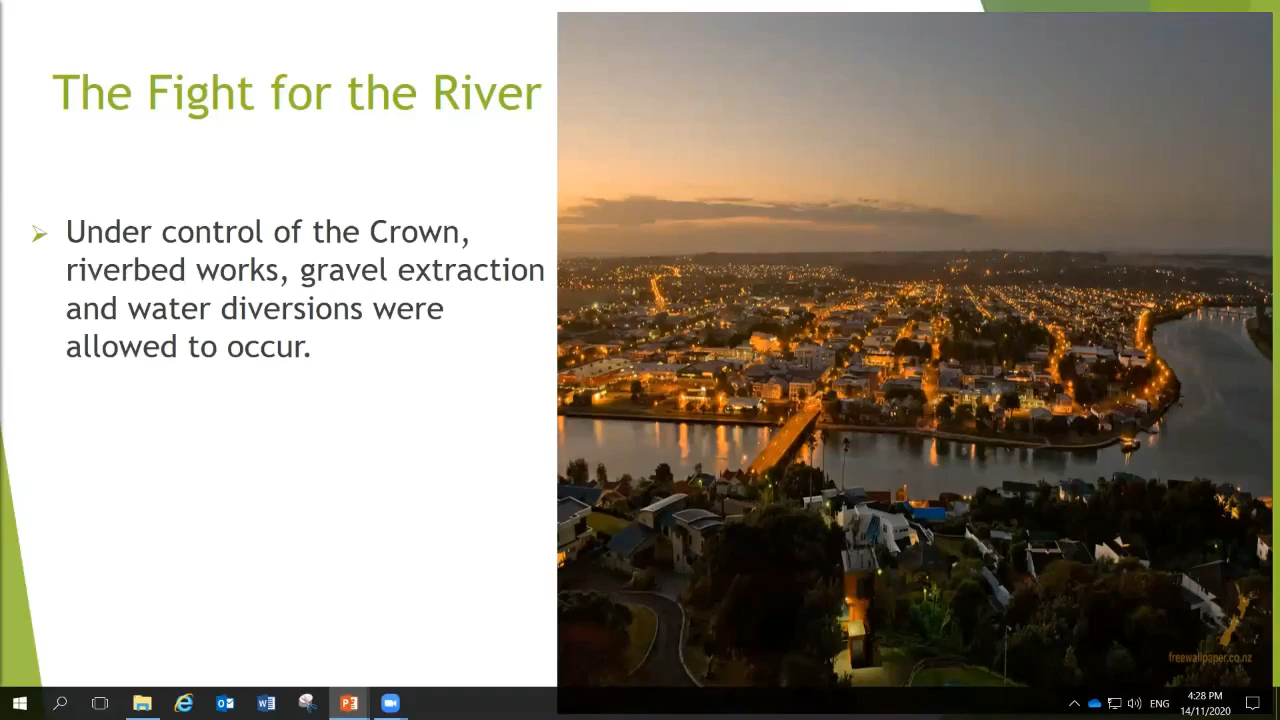 The Fight for the River
Under control of the Crown,
riverbed works, gravel extraction
and water diversions were
allowed to occur.
freewallpaper.co.nz
ENG
4:28 PM
14/11/2020